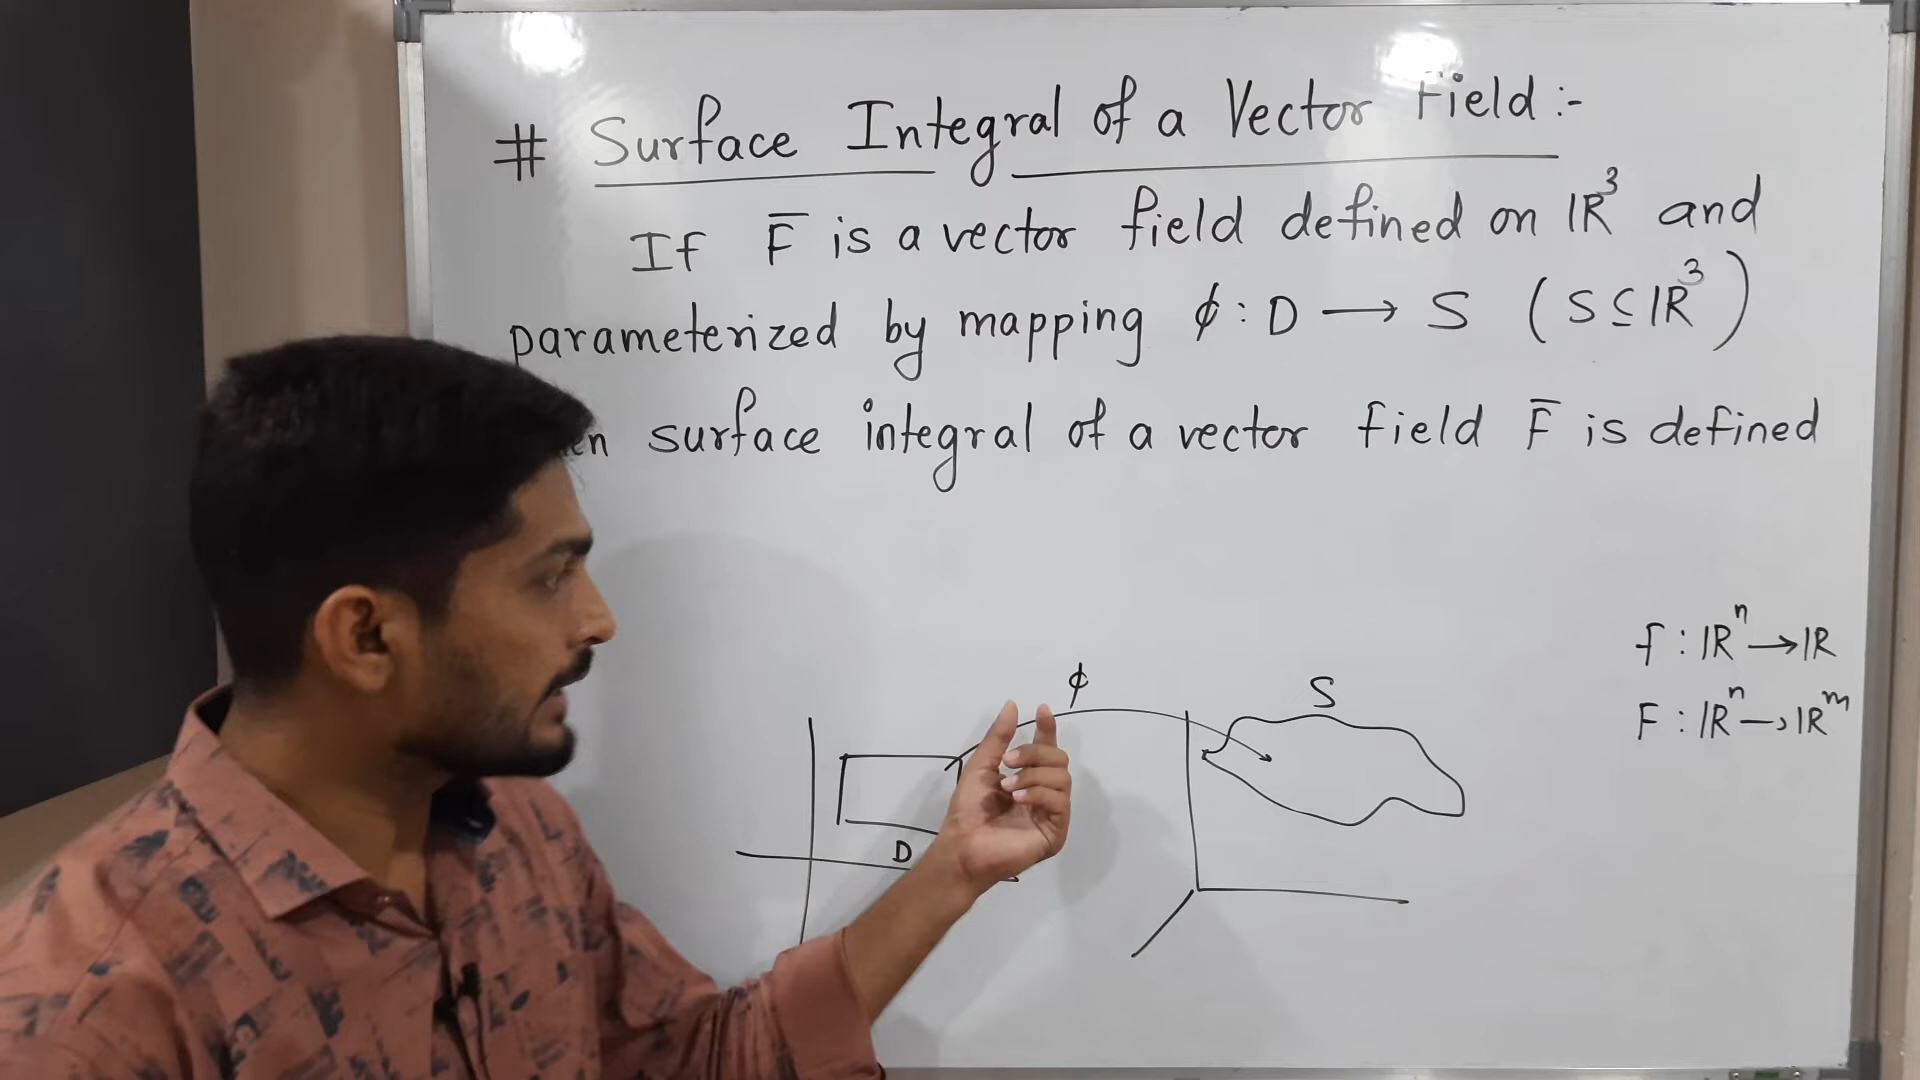 # Surface Integral of a Vector Field :-
If F̅ is a vector field defined on ℝ³ and
parameterized by mapping ϕ : D → S ( S ⊆ ℝ³ )
surface integral of a vector field F̅ is defined
f : ℝⁿ → ℝ
F : ℝⁿ → ℝᵐ
ϕ
S
D